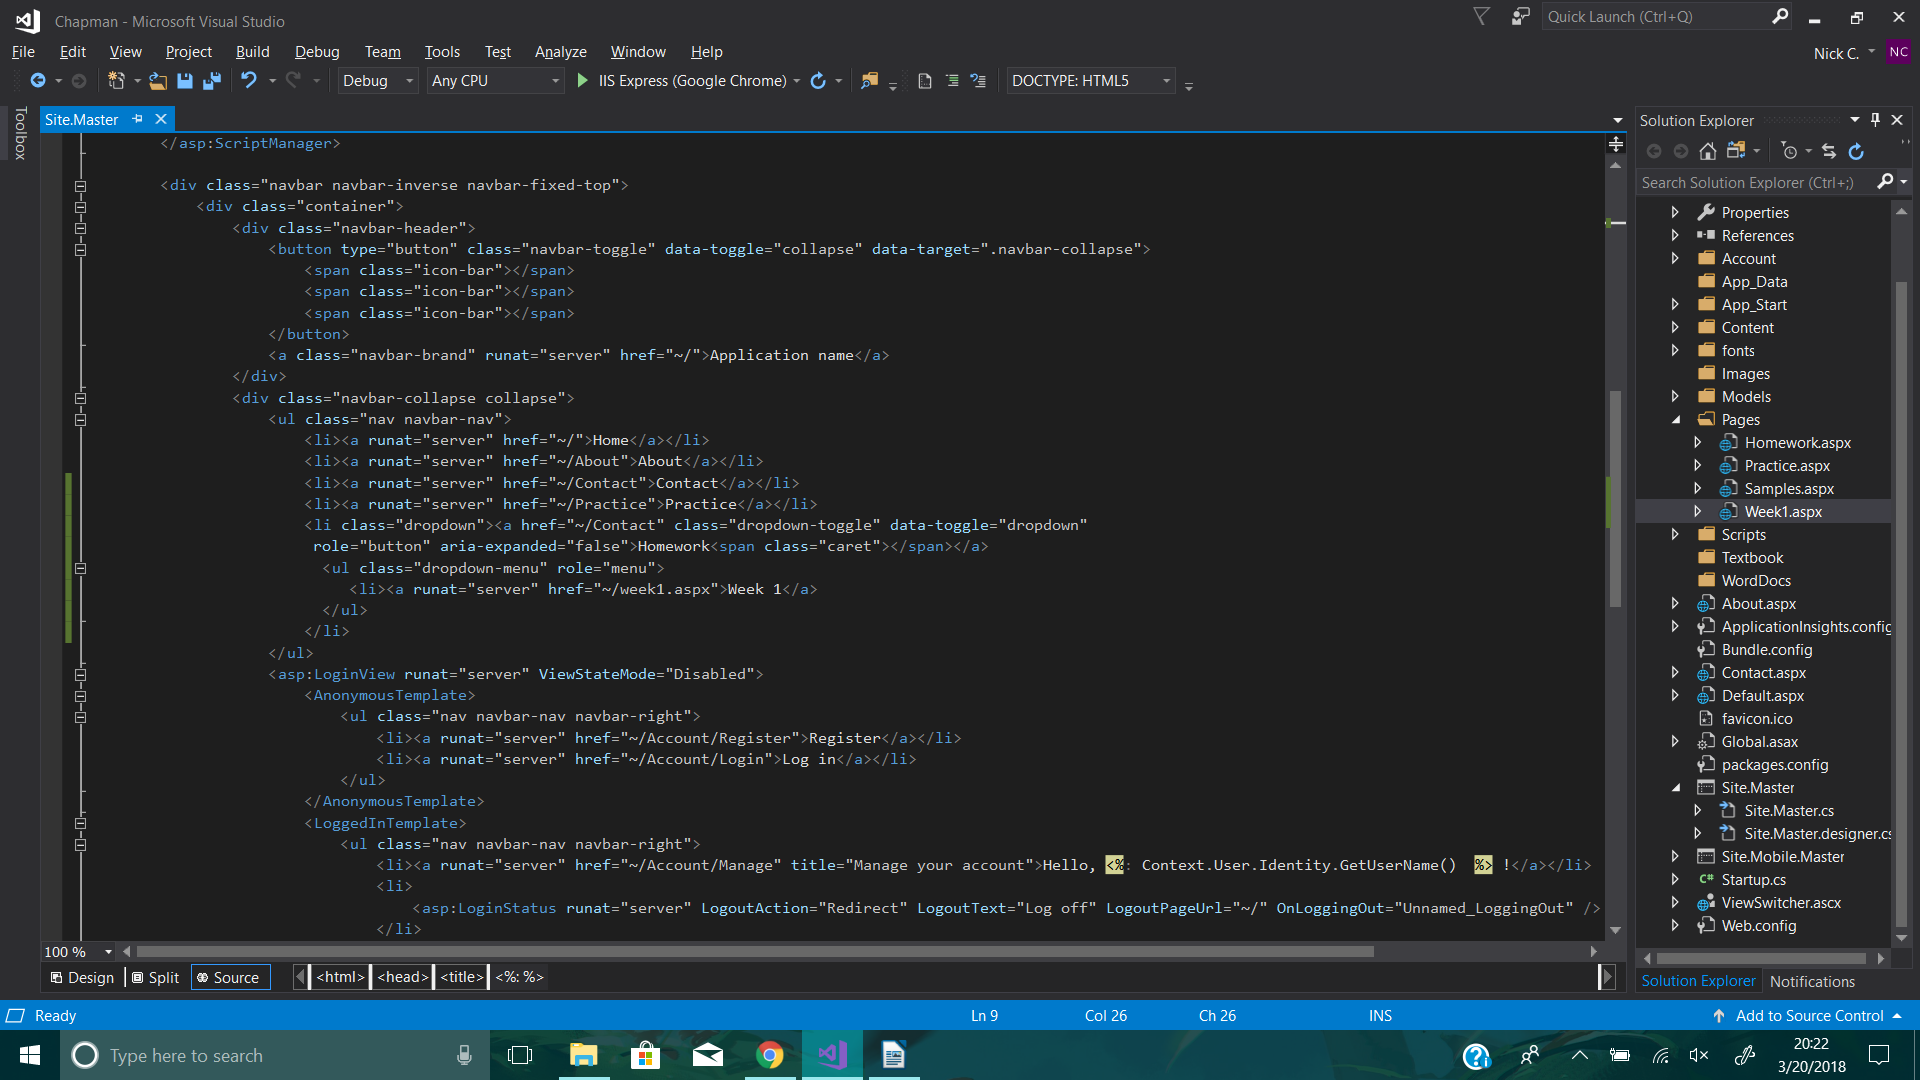 Chapman - Microsoft Visual Studio
Quick Launch (Ctrl+Q)
File Edit View Project Build Debug Team Tools Test Analyze Window Help
Nick C. NC
Debug Any CPU IIS Express (Google Chrome) DOCTYPE: HTML5
Toolbox
Site.Master
</asp:ScriptManager>
<div class="navbar navbar-inverse navbar-fixed-top">
<div class="container">
<div class="navbar-header">
<button type="button" class="navbar-toggle" data-toggle="collapse" data-target=".navbar-collapse">
<span class="icon-bar"></span>
<span class="icon-bar"></span>
<span class="icon-bar"></span>
</button>
<a class="navbar-brand" runat="server" href="~/">Application name</a>
</div>
<div class="navbar-collapse collapse">
<ul class="nav navbar-nav">
<li><a runat="server" href="~/">Home</a></li>
<li><a runat="server" href="~/About">About</a></li>
<li><a runat="server" href="~/Contact">Contact</a></li>
<li><a runat="server" href="~/Practice">Practice</a></li>
<li class="dropdown"><a href="~/Contact" class="dropdown-toggle" data-toggle="dropdown"
role="button" aria-expanded="false">Homework<span class="caret"></span></a>
<ul class="dropdown-menu" role="menu">
<li><a runat="server" href="~/week1.aspx">Week 1</a>
</ul>
</li>
</ul>
<asp:LoginView runat="server" ViewStateMode="Disabled">
<AnonymousTemplate>
<ul class="nav navbar-nav navbar-right">
<li><a runat="server" href="~/Account/Register">Register</a></li>
<li><a runat="server" href="~/Account/Login">Log in</a></li>
</ul>
</AnonymousTemplate>
<LoggedInTemplate>
<ul class="nav navbar-nav navbar-right">
<li><a runat="server" href="~/Account/Manage" title="Manage your account">Hello, <%: Context.User.Identity.GetUserName() %> !</a></li>
<li>
<asp:LoginStatus runat="server" LogoutAction="Redirect" LogoutText="Log off" LogoutPageUrl="~/" OnLoggingOut="Unnamed_LoggingOut" />
</li>
100 %
Design Split Source <html> <head> <title> <%: %>
Solution Explorer
Search Solution Explorer (Ctrl+;)
Properties
References
Account
App_Data
App_Start
Content
fonts
Images
Models
Pages
Homework.aspx
Practice.aspx
Samples.aspx
Week1.aspx
Scripts
Textbook
WordDocs
About.aspx
ApplicationInsights.config
Bundle.config
Contact.aspx
Default.aspx
favicon.ico
Global.asax
packages.config
Site.Master
Site.Master.cs
Site.Master.designer.cs
Site.Mobile.Master
C# Startup.cs
ViewSwitcher.ascx
Web.config
Solution Explorer Notifications
Ready Ln 9 Col 26 Ch 26 INS Add to Source Control
Type here to search
20:22
3/20/2018